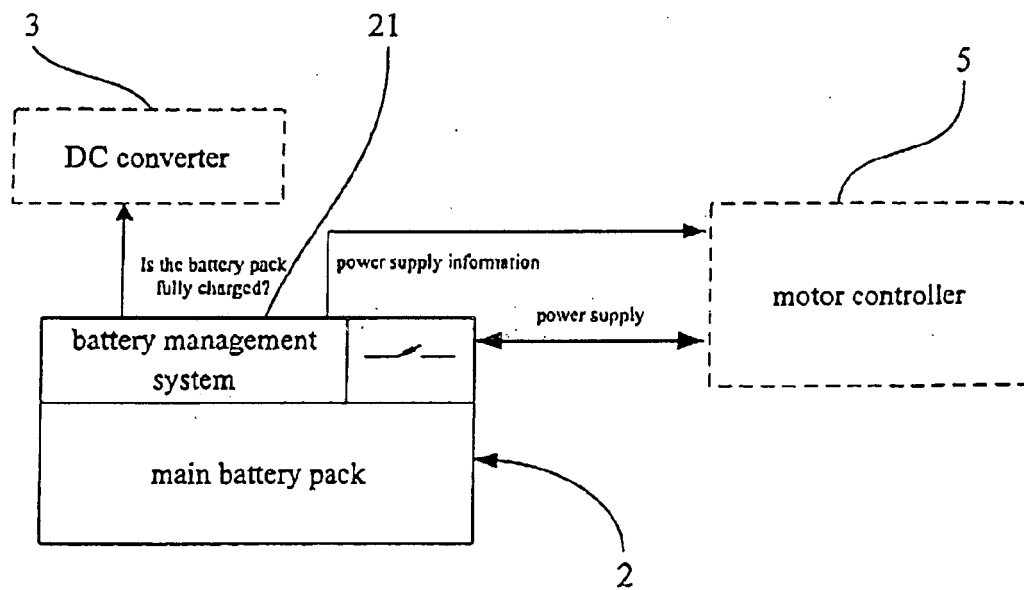 3
21
5
DC converter
Is the battery pack
fully charged?
power supply information
motor controller
power supply
battery management
system
main battery pack
2